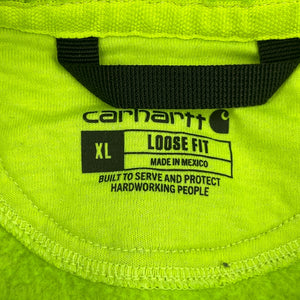 carhartt
XL LOOSE FIT
MADE IN MEXICO
BUILT TO SERVE AND PROTECT
HARDWORKING PEOPLE